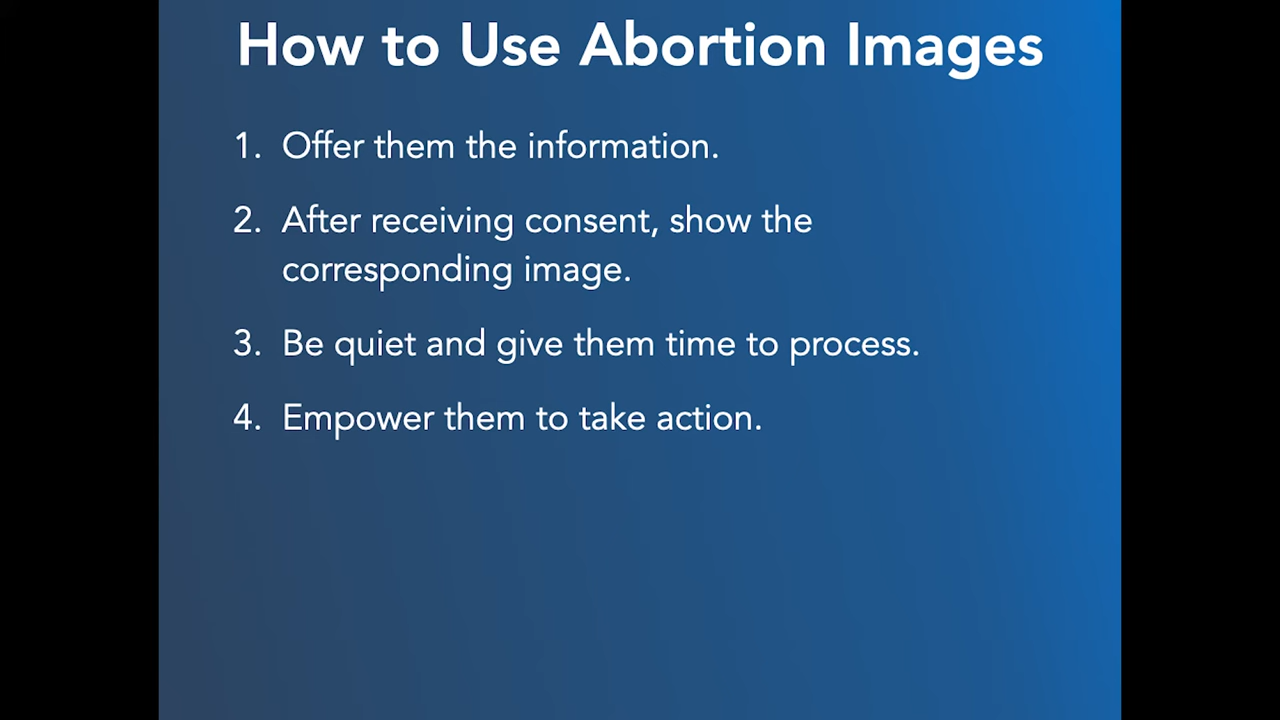 How to Use Abortion Images
1. Offer them the information.
2. After receiving consent, show the
corresponding image.
3. Be quiet and give them time to process.
4. Empower them to take action.